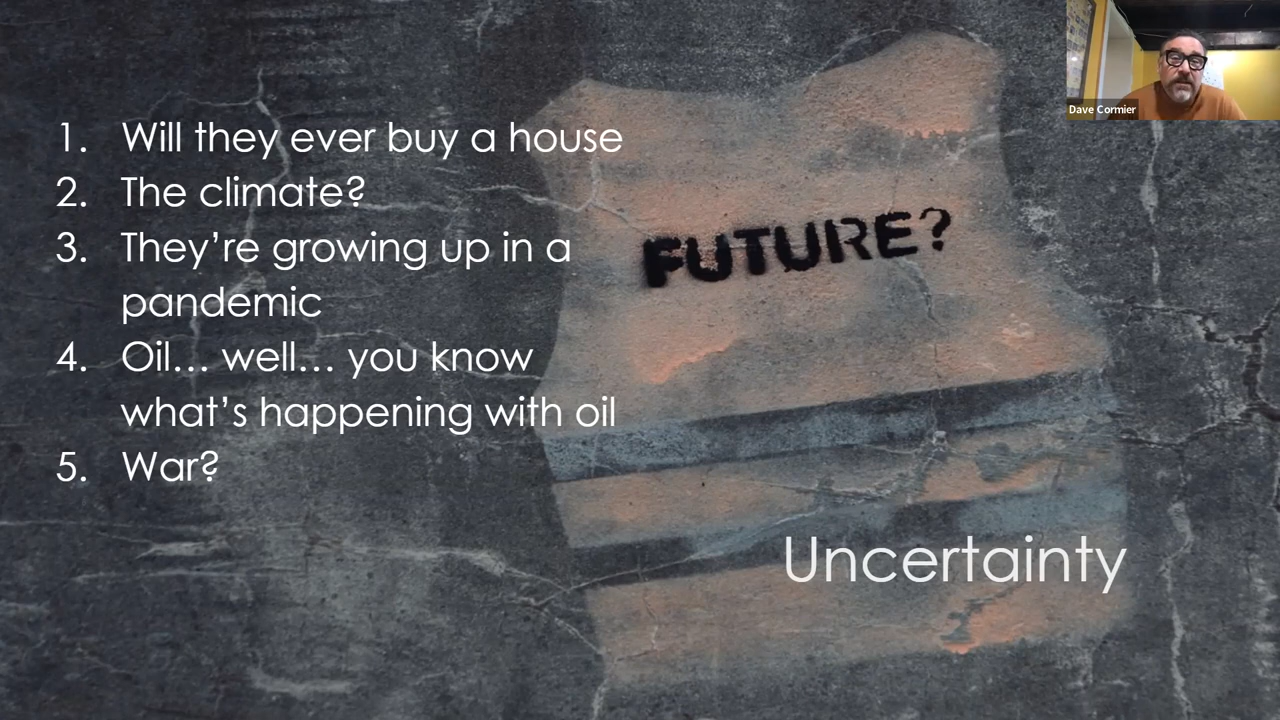 1. Will they ever buy a house
2. The climate?
3. They’re growing up in a
pandemic
4. Oil… well… you know
what’s happening with oil
5. War?
FUTURE?
Uncertainty
Dave Cormier